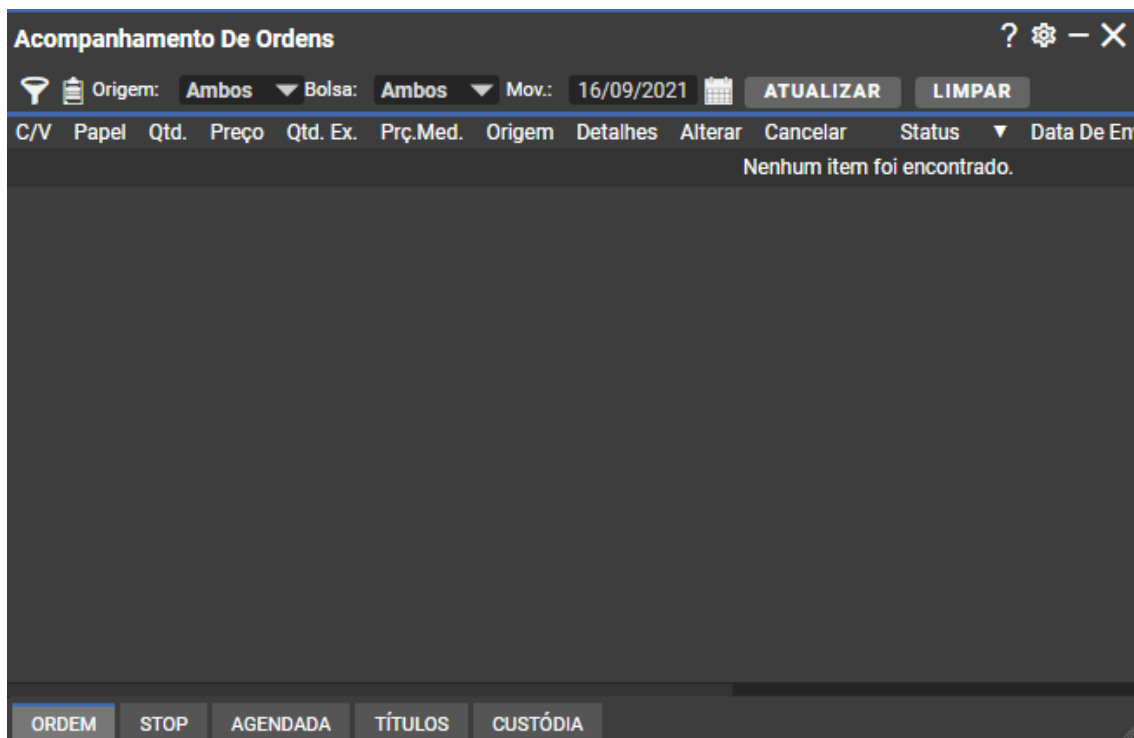 Acompanhamento De Ordens ?
Origem: Ambos Bolsa: Ambos Mov.: 16/09/2021 ATUALIZAR LIMPAR
C/V Papel Qtd. Preço Qtd. Ex. Prç.Med. Origem Detalhes Alterar Cancelar Status ▼ Data De En
Nenhum item foi encontrado.
ORDEM STOP AGENDADA TÍTULOS CUSTÓDIA